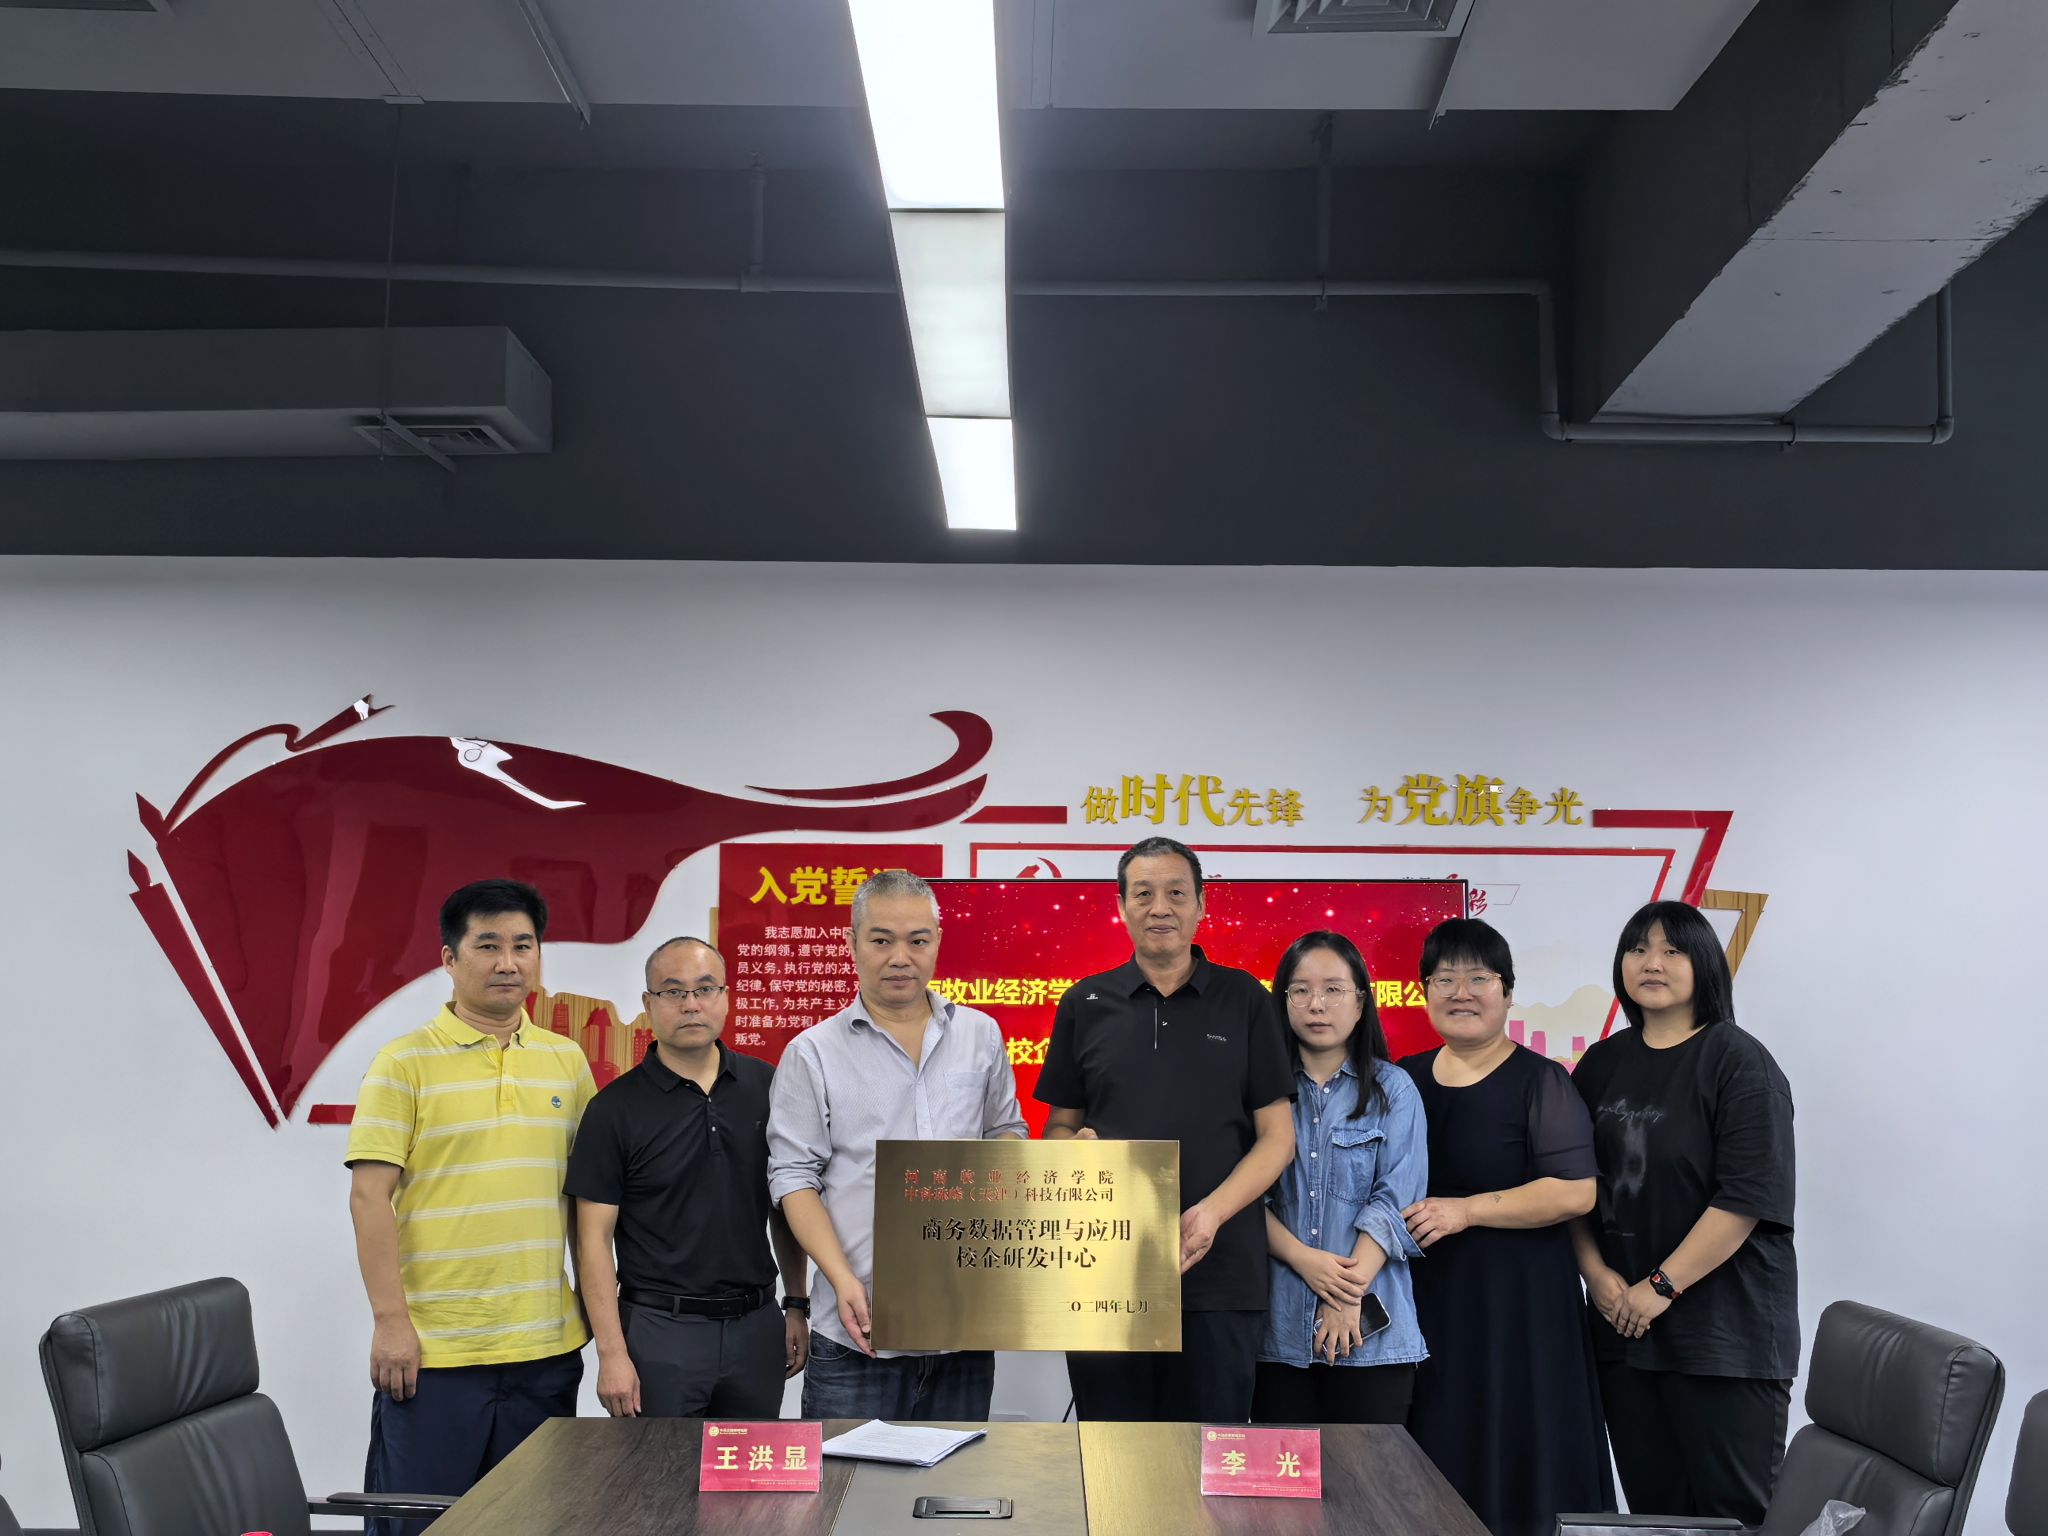 做时代先锋 为党旗争光
入党誓
我志愿加入中
党的纲领，遵守党的
员义务，执行党的决
纪律，保守党的秘密，
极工作，为共产主义
时准备为党和人
叛党。
牧业经济学
有限公
校企
河南牧业经济学院
（天津）科技有限公司
商务数据管理与应用
校企研发中心
二〇二四年七月
王洪显
李光